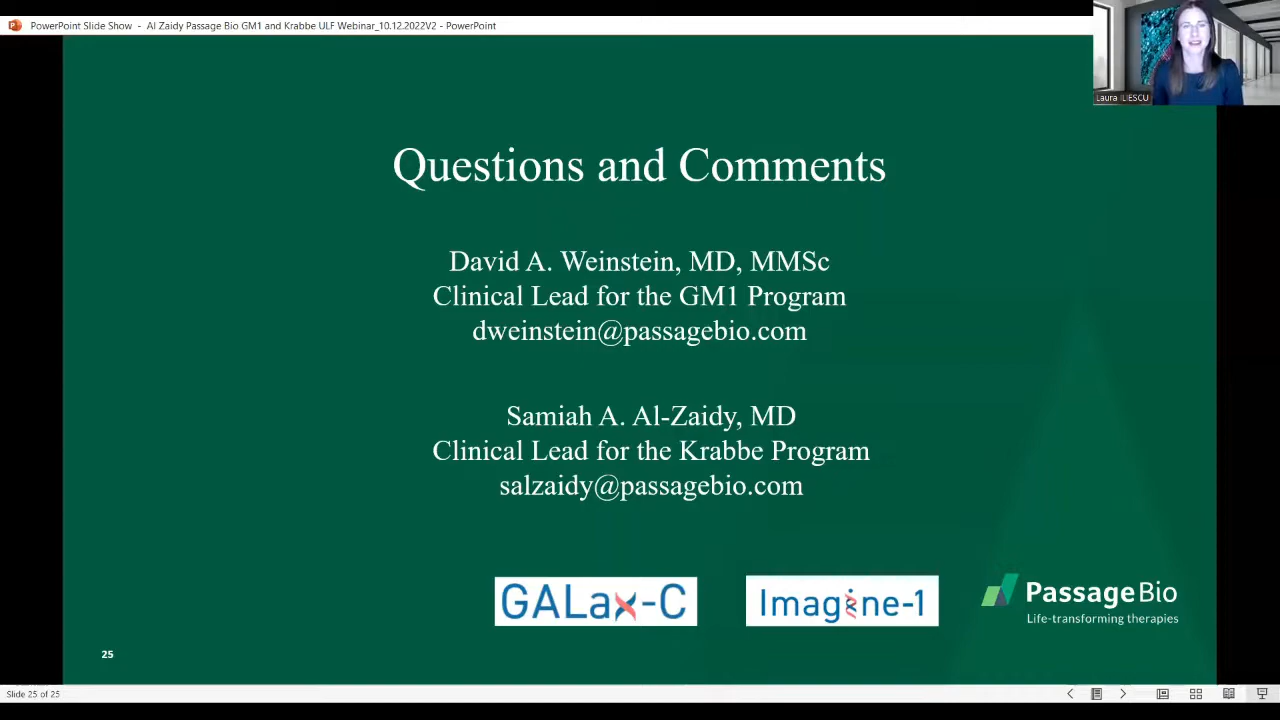 PowerPoint Slide Show - Al Zaidy Passage Bio GM1 and Krabbe ULF Webinar_10.12.2022V2 - PowerPoint
Laura ILIESCU
Questions and Comments
David A. Weinstein, MD, MMSc
Clinical Lead for the GM1 Program
dweinstein@passagebio.com
Samiah A. Al-Zaidy, MD
Clinical Lead for the Krabbe Program
salzaidy@passagebio.com
GALax-C
Imagine-1
PassageBio
Life-transforming therapies
25
Slide 25 of 25